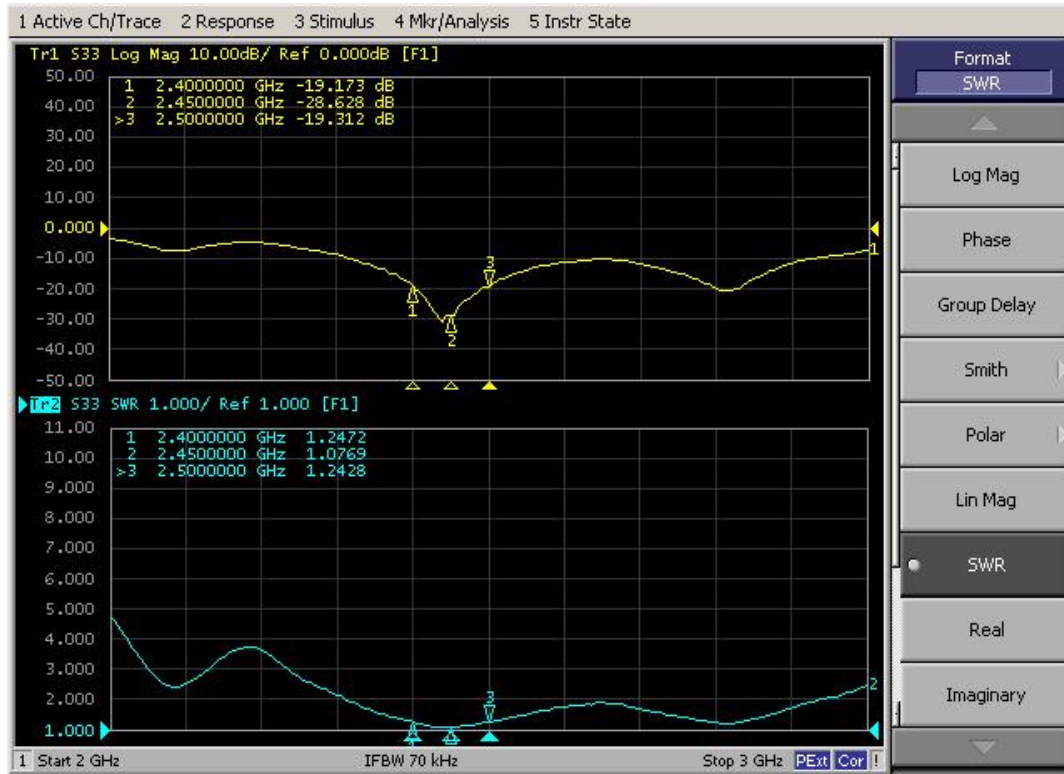 1 Active Ch/Trace 2 Response 3 Stimulus 4 Mkr/Analysis 5 Instr State
Tr1 S33 Log Mag 10.00dB/ Ref 0.000dB [F1]
50.00
40.00
30.00
20.00
10.00
0.000
-10.00
-20.00
-30.00
-40.00
-50.00
1 2.4000000 GHz -19.173 dB
2 2.4500000 GHz -28.628 dB
>3 2.5000000 GHz -19.312 dB
1
2
3
1
Tr2 S33 SWR 1.000/ Ref 1.000 [F1]
11.00
10.00
9.000
8.000
7.000
6.000
5.000
4.000
3.000
2.000
1.000
1 2.4000000 GHz 1.2472
2 2.4500000 GHz 1.0769
>3 2.5000000 GHz 1.2428
3
2
1 Start 2 GHz IFBW 70 kHz Stop 3 GHz PExt Cor !
Format
SWR
Log Mag
Phase
Group Delay
Smith
Polar
Lin Mag
SWR
Real
Imaginary